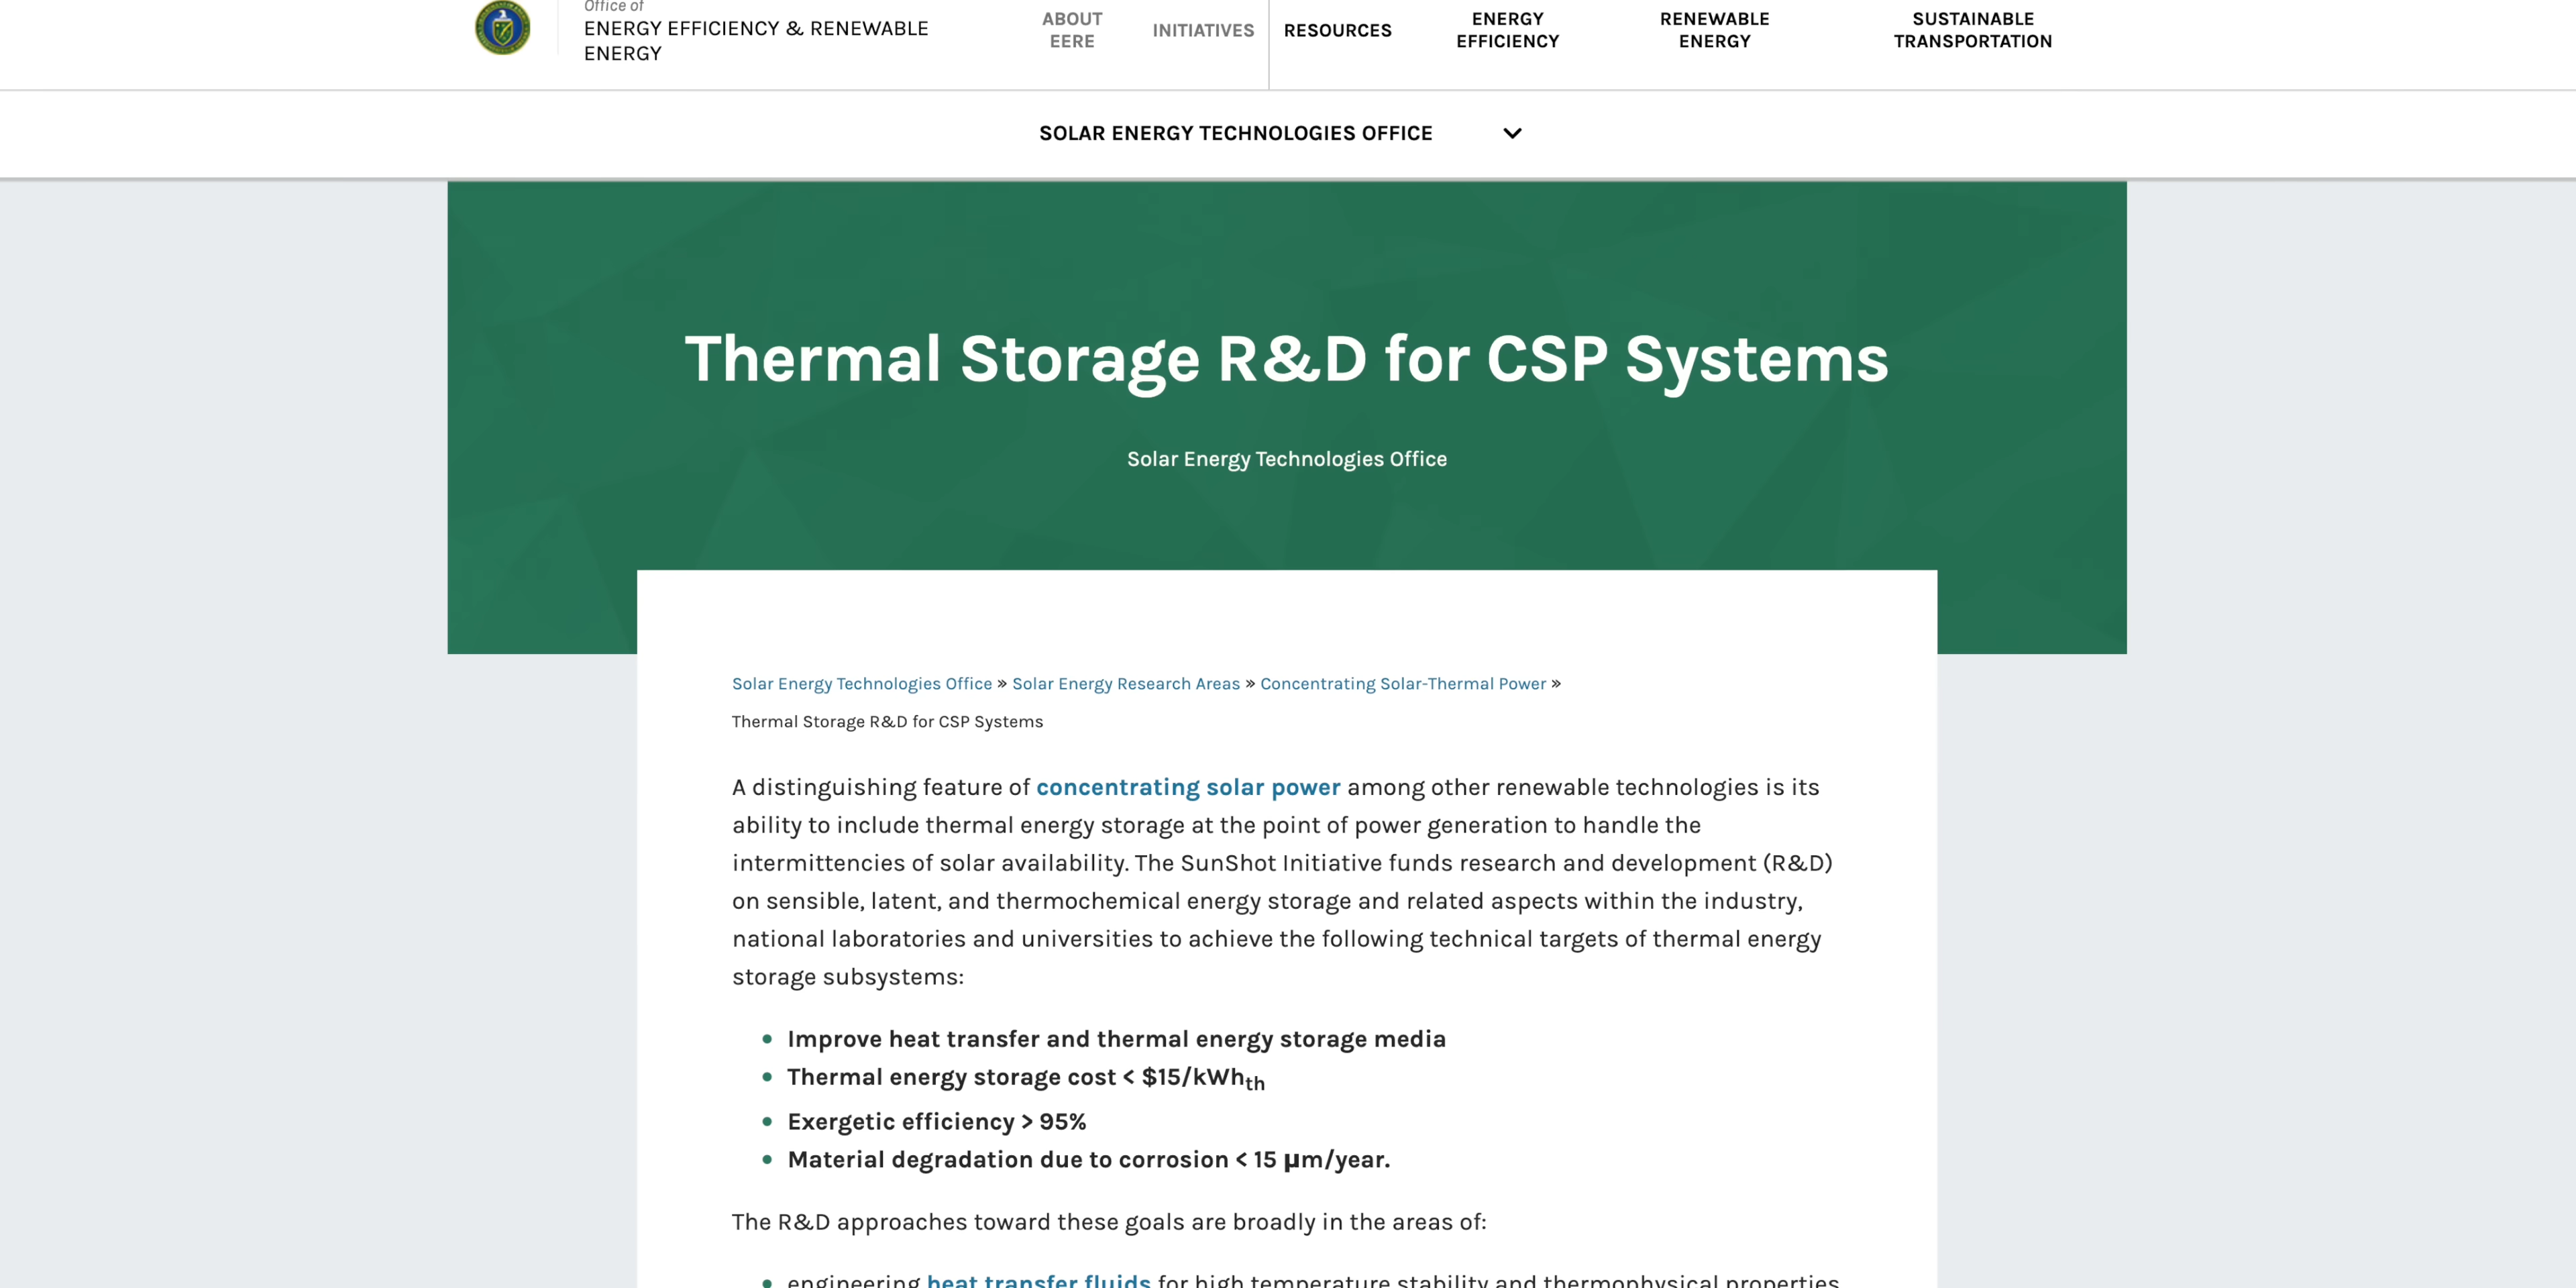 Office of
ENERGY EFFICIENCY & RENEWABLE
ENERGY
ABOUT
EERE
INITIATIVES
RESOURCES
ENERGY
EFFICIENCY
RENEWABLE
ENERGY
SUSTAINABLE
TRANSPORTATION
SOLAR ENERGY TECHNOLOGIES OFFICE
Thermal Storage R&D for CSP Systems
Solar Energy Technologies Office
Solar Energy Technologies Office » Solar Energy Research Areas » Concentrating Solar-Thermal Power »
Thermal Storage R&D for CSP Systems
A distinguishing feature of concentrating solar power among other renewable technologies is its
ability to include thermal energy storage at the point of power generation to handle the
intermittencies of solar availability. The SunShot Initiative funds research and development (R&D)
on sensible, latent, and thermochemical energy storage and related aspects within the industry,
national laboratories and universities to achieve the following technical targets of thermal energy
storage subsystems:
• Improve heat transfer and thermal energy storage media
• Thermal energy storage cost < $15/kWhth
• Exergetic efficiency > 95%
• Material degradation due to corrosion < 15 µm/year.
The R&D approaches toward these goals are broadly in the areas of:
• engineering heat transfer fluids for high temperature stability and thermophysical properties